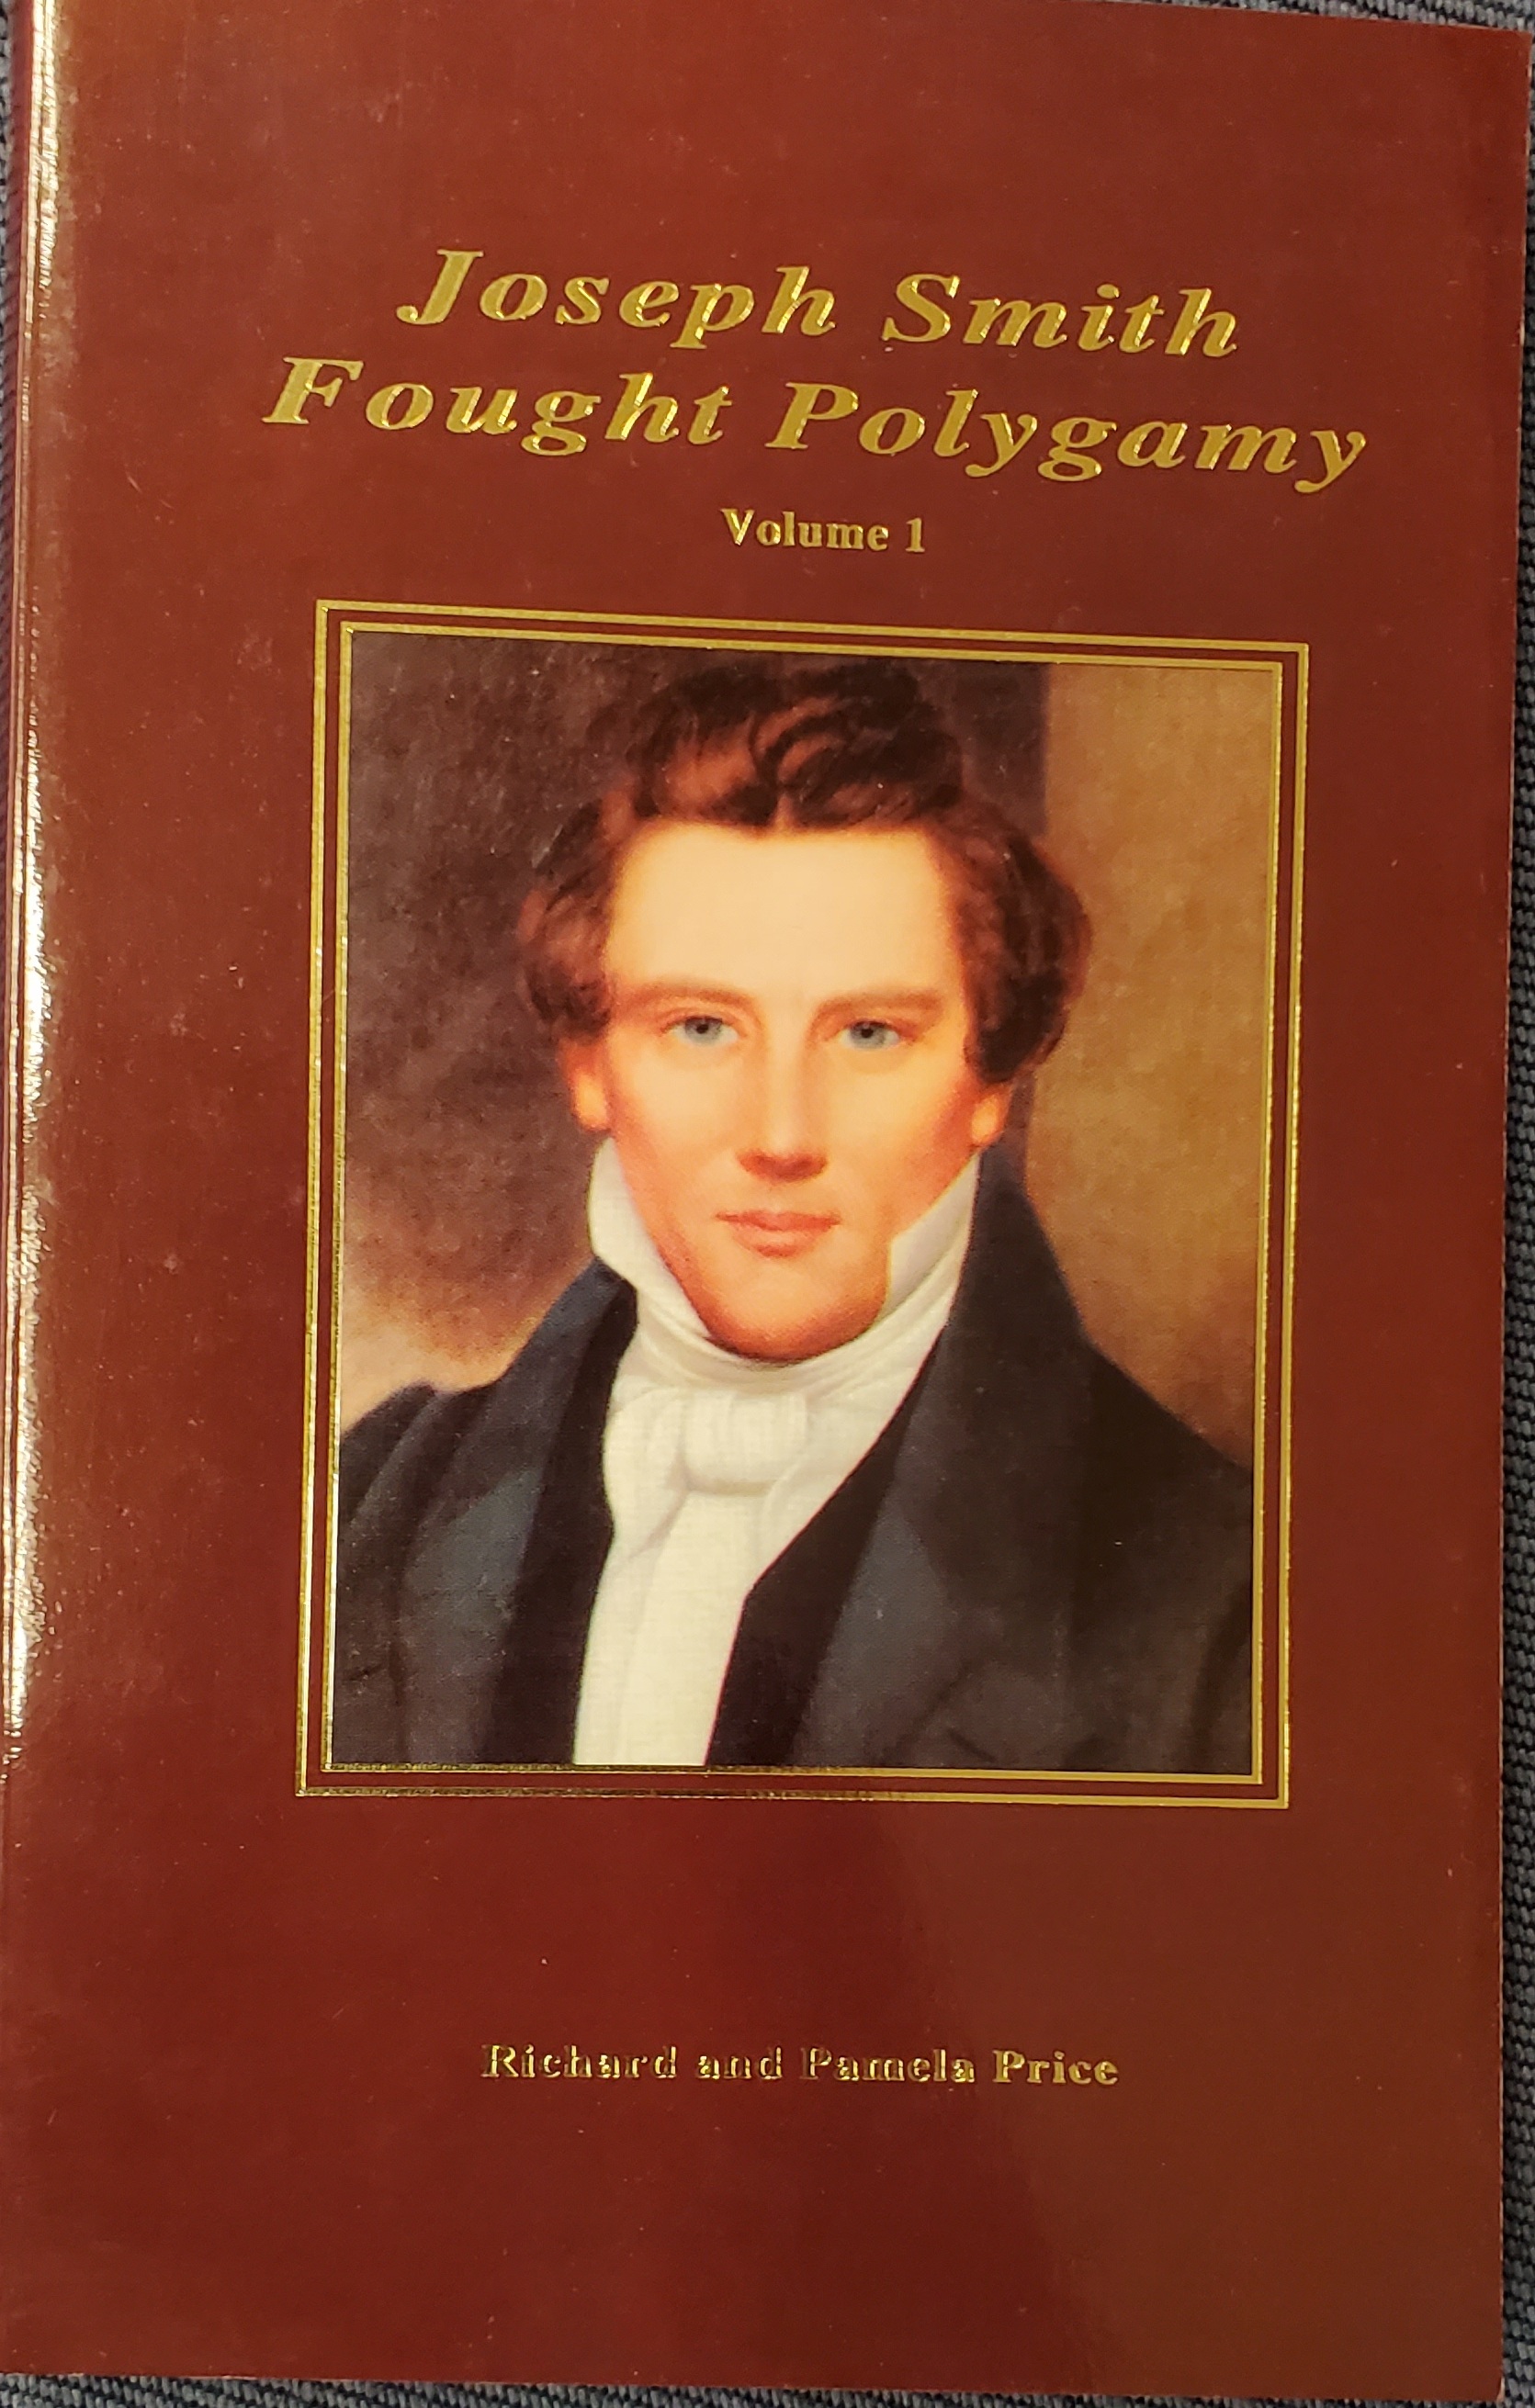 Joseph Smith
Fought Polygamy
Volume 1
Richard and Pamela Price